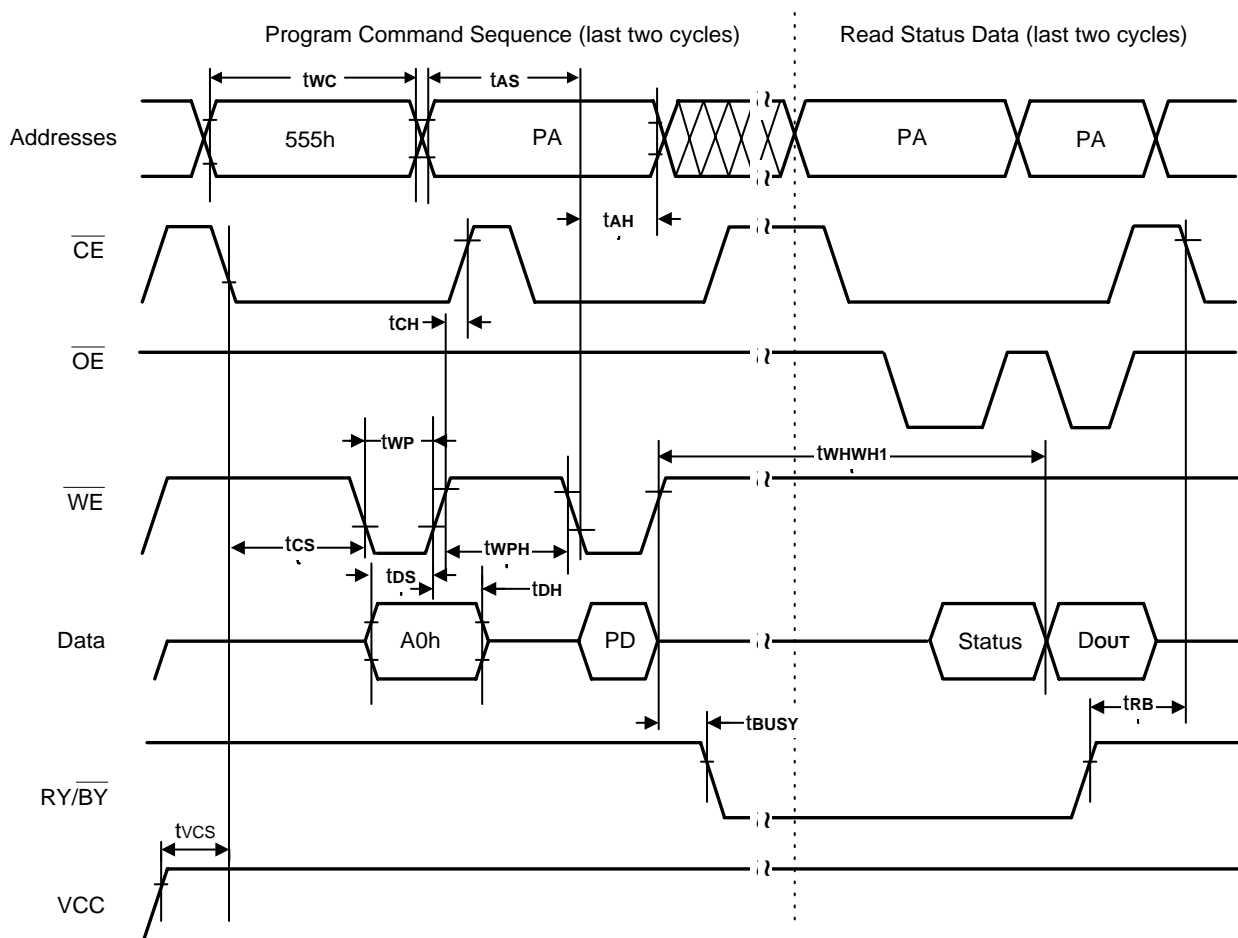 Program Command Sequence (last two cycles) Read Status Data (last two cycles)
tWC tAS
Addresses 555h PA PA PA
tAH
CE
tCH
OE
tWP tWHWH1
WE
tCS tWPH
tDS tDH
Data A0h PD Status DOUT
tRB
tBUSY
RY/BY
tVCS
VCC